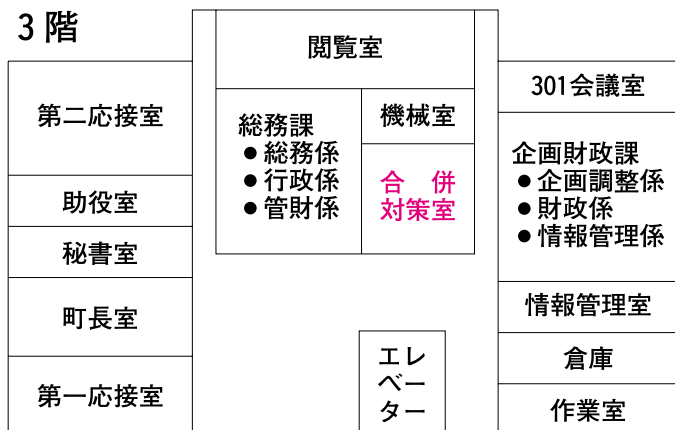 3階
第二応接室
助役室
秘書室
町長室
第一応接室
閲覧室
総務課
●総務係
●行政係
●管財係
機械室
合　併
対策室
エレ
ベー
ター
301会議室
企画財政課
●企画調整係
●財政係
●情報管理係
情報管理室
倉庫
作業室